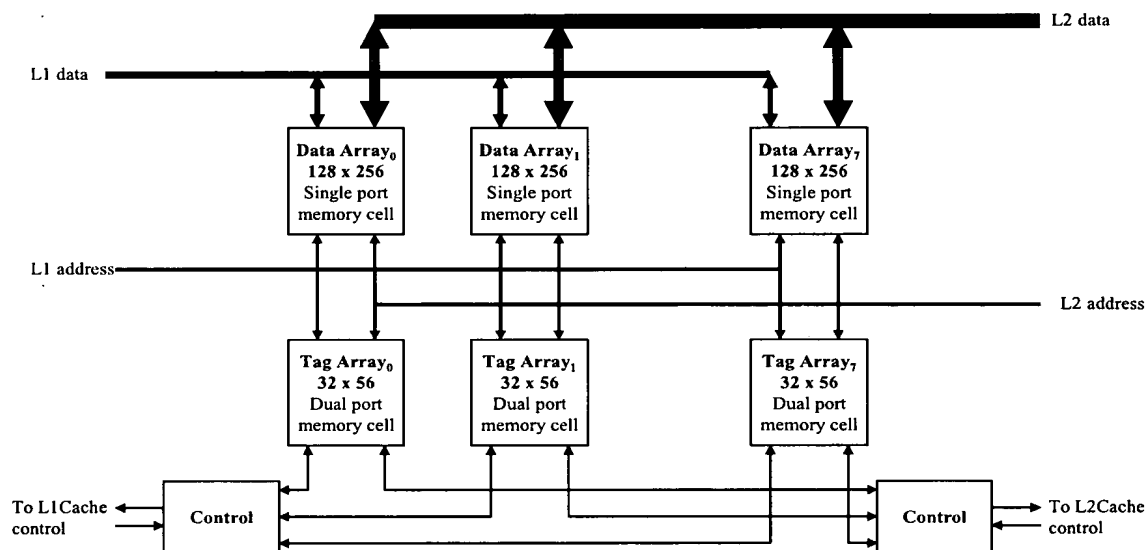 L2 data
L1 data
Data Array₀
128 x 256
Single port
memory cell
Data Array₁
128 x 256
Single port
memory cell
Data Array₇
128 x 256
Single port
memory cell
L1 address
L2 address
Tag Array₀
32 x 56
Dual port
memory cell
Tag Array₁
32 x 56
Dual port
memory cell
Tag Array₇
32 x 56
Dual port
memory cell
To L1Cache
control
Control
Control
To L2Cache
control